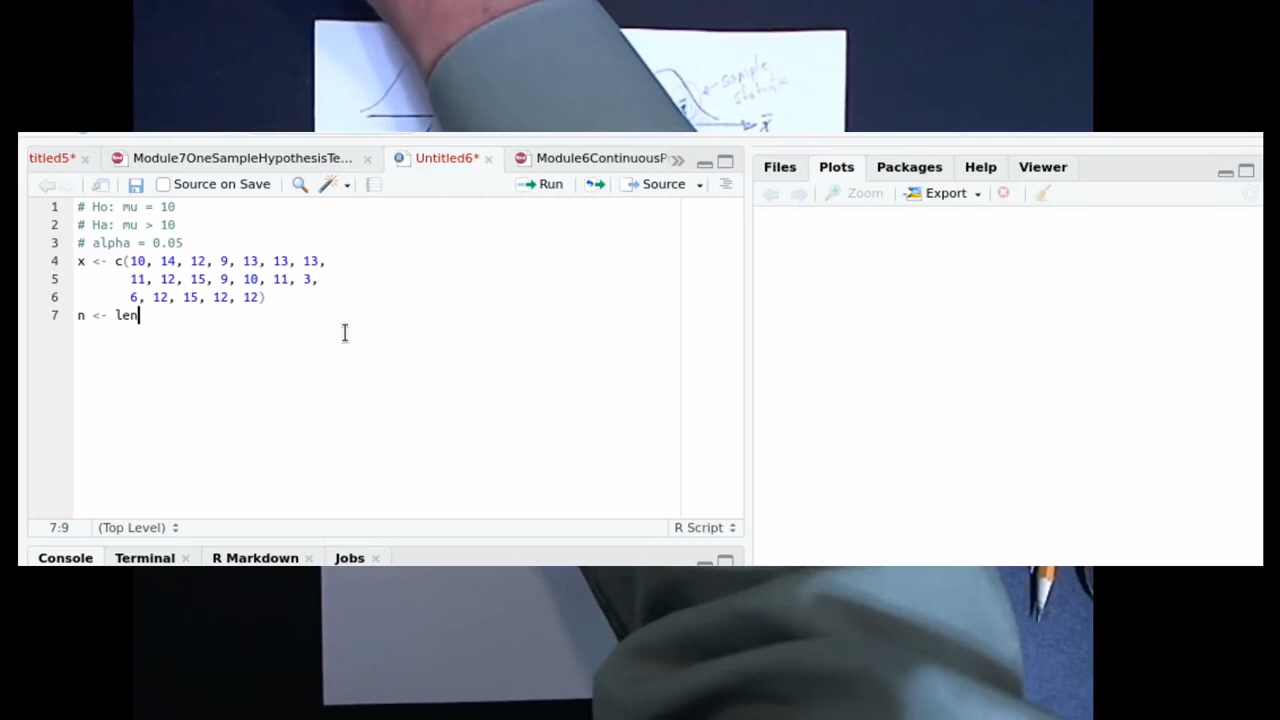 sample
statistic
x̄
titled5*
Module7OneSampleHypothesisTe...
Untitled6*
Module6ContinuousP
Source on Save
Run
Source
1 # Ho: mu = 10
2 # Ha: mu > 10
3 # alpha = 0.05
4 x <- c(10, 14, 12, 9, 13, 13, 13,
5 11, 12, 15, 9, 10, 11, 3,
6 6, 12, 15, 12, 12)
7 n <- len
7:9 (Top Level) R Script
Console Terminal R Markdown Jobs
Files Plots Packages Help Viewer
Zoom Export